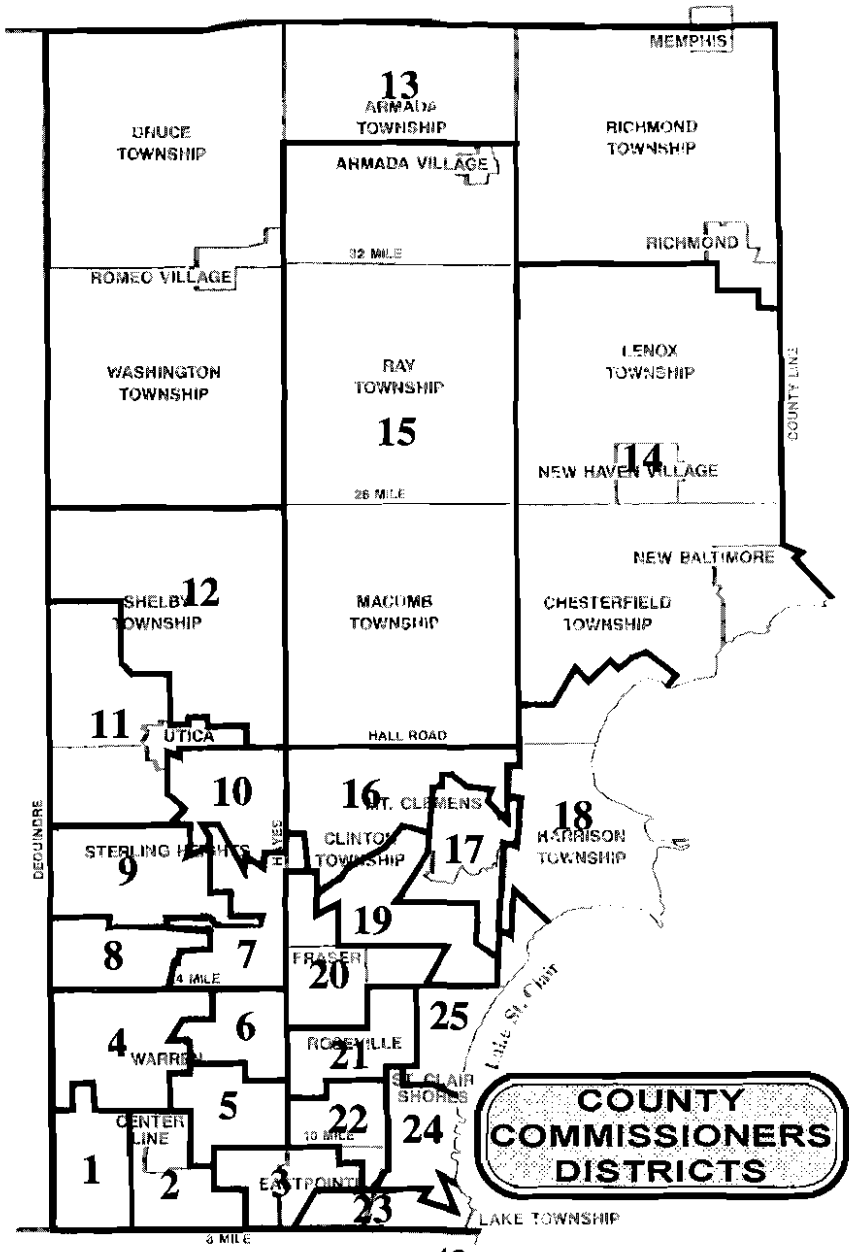 MEMPHIS
13
ARMADA
TOWNSHIP
BRUCE
TOWNSHIP
RICHMOND
TOWNSHIP
ARMADA VILLAGE
RICHMOND
32 MILE
ROMEO VILLAGE
WASHINGTON
TOWNSHIP
RAY
TOWNSHIP
LENOX
TOWNSHIP
COUNTY LINE
15
14
NEW HAVEN VILLAGE
26 MILE
NEW BALTIMORE
12
SHELBY
TOWNSHIP
MACOMB
TOWNSHIP
CHESTERFIELD
TOWNSHIP
11
UTICA
HALL ROAD
10
16
MT. CLEMENS
18
HARRISON
TOWNSHIP
DEQUINDRE
HAYES
CLINTON
TOWNSHIP
17
STERLING HEIGHTS
9
19
8
7
FRASER
20
4 MILE
Lake St. Clair
25
6
4
WARREN
ROSEVILLE
21
ST. CLAIR
SHORES
5
22
24
CENTER
LINE
10 MILE
1
2
3
EASTPOINTE
23
LAKE TOWNSHIP
8 MILE
COUNTY
COMMISSIONERS
DISTRICTS